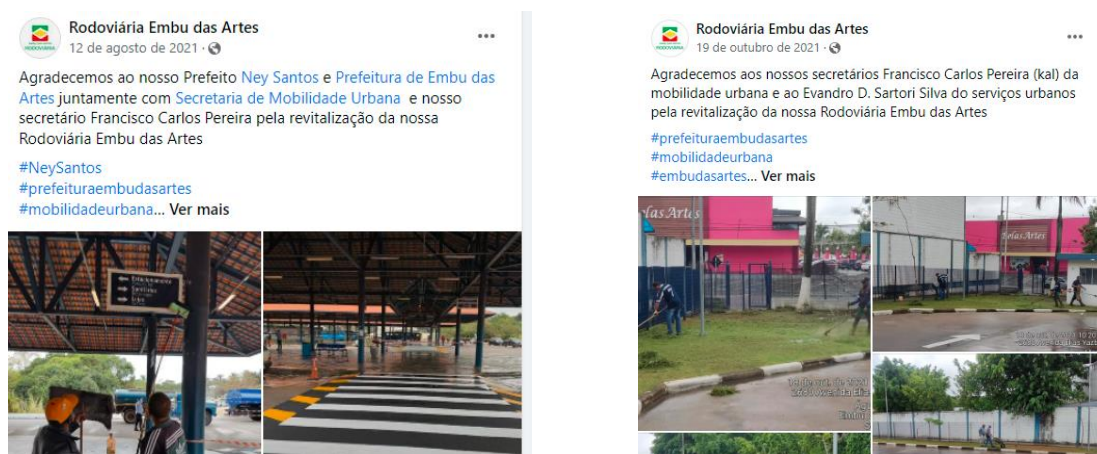 Rodoviária Embu das Artes
12 de agosto de 2021 ·
Agradecemos ao nosso Prefeito Ney Santos e Prefeitura de Embu das
Artes juntamente com Secretaria de Mobilidade Urbana e nosso
secretário Francisco Carlos Pereira pela revitalização da nossa
Rodoviária Embu das Artes
#NeySantos
#prefeituraembudasartes
#mobilidadeurbana... Ver mais
Rodoviária Embu das Artes
19 de outubro de 2021 ·
Agradecemos aos nossos secretários Francisco Carlos Pereira (kal) da
mobilidade urbana e ao Evandro D. Sartori Silva do serviços urbanos
pela revitalização da nossa Rodoviária Embu das Artes
#prefeituraembudasartes
#mobilidadeurbana
#embudasartes... Ver mais
elas Artes
Belas Artes